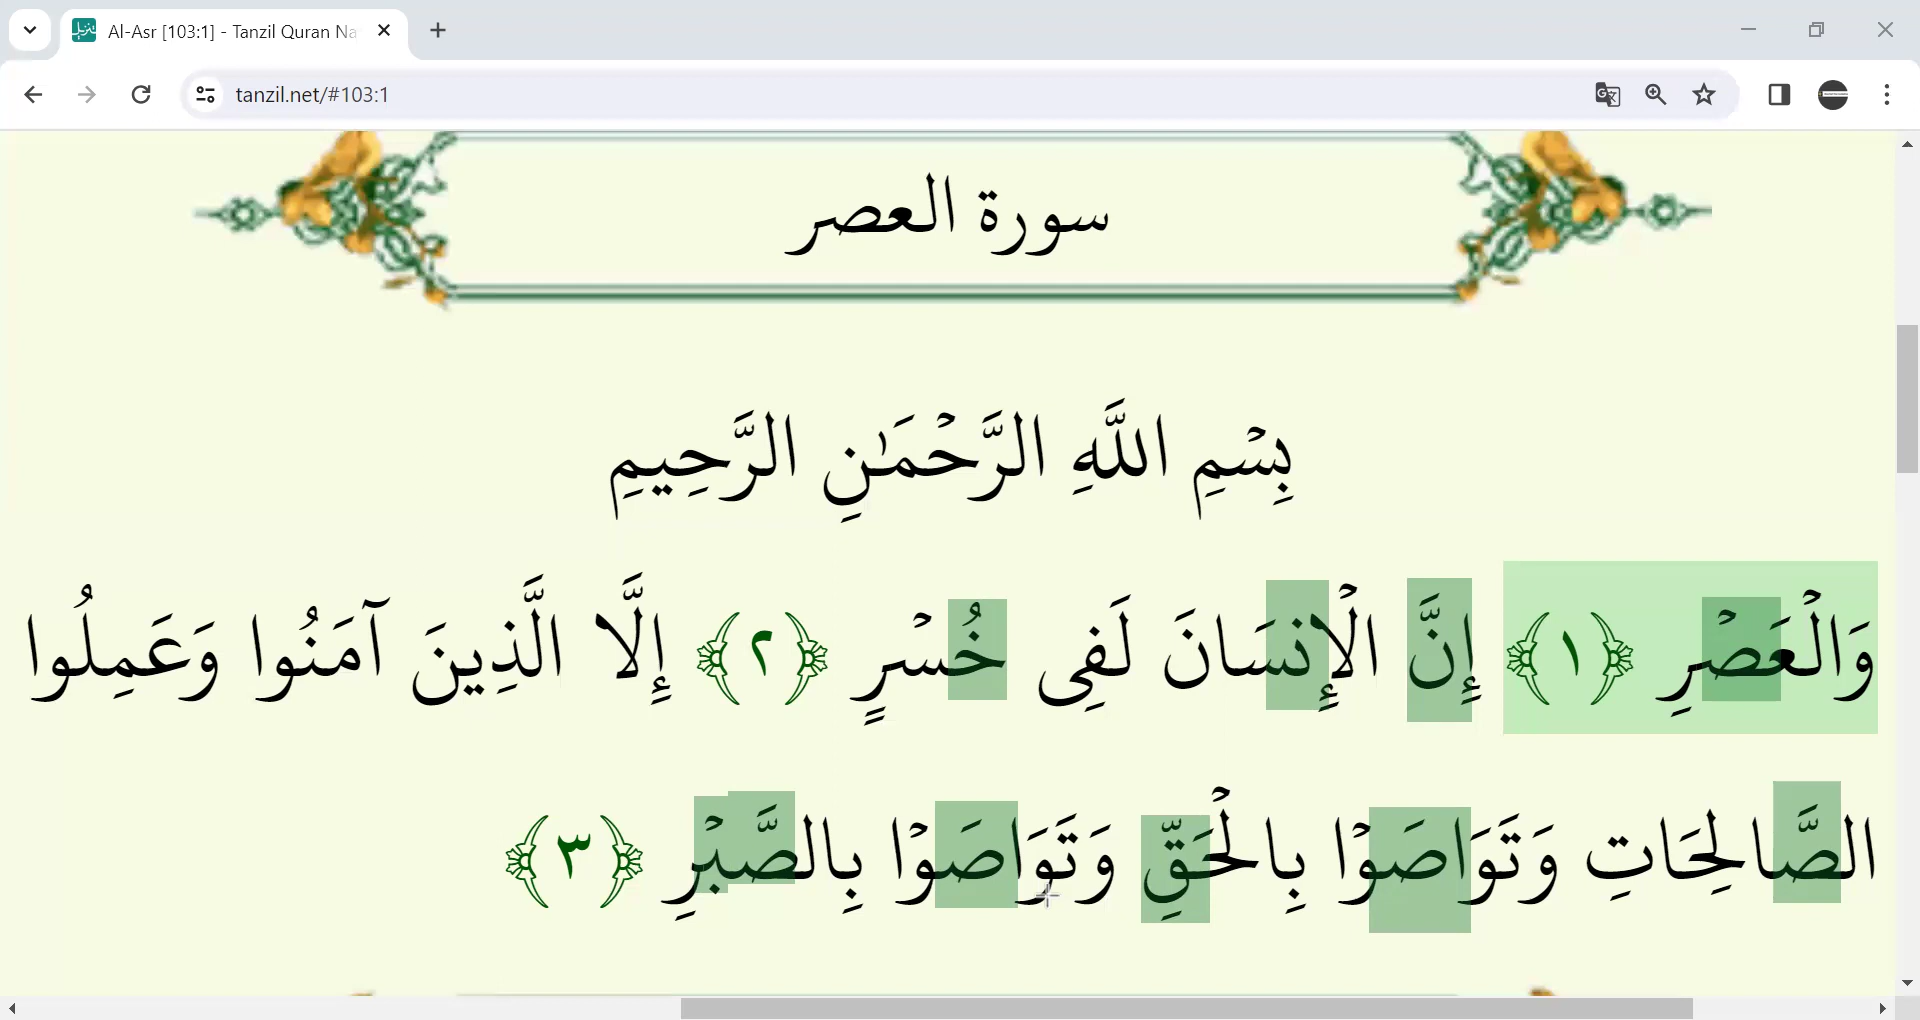 Al-Asr [103:1] - Tanzil Quran Na
tanzil.net/#103:1
سورة العصر
بِسْمِ اللَّهِ الرَّحْمَـٰنِ الرَّحِيمِ
وَالْعَصْرِ ﴿١﴾ إِنَّ الْإِنسَانَ لَفِي خُسْرٍ ﴿٢﴾ إِلَّا الَّذِينَ آمَنُوا وَعَمِلُوا
الصَّالِحَاتِ وَتَوَاصَوْا بِالْحَقِّ وَتَوَاصَوْا بِالصَّبْرِ ﴿٣﴾